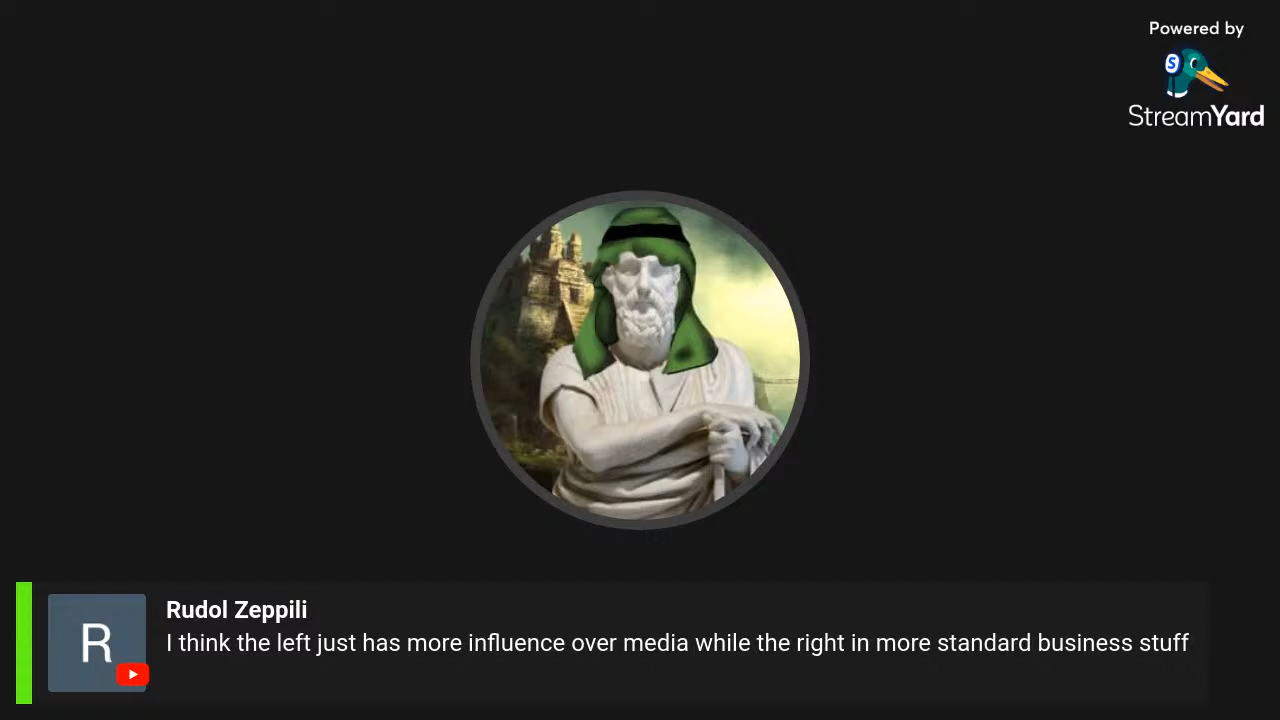 Powered by
S
StreamYard
R
Rudol Zeppili
I think the left just has more influence over media while the right in more standard business stuff